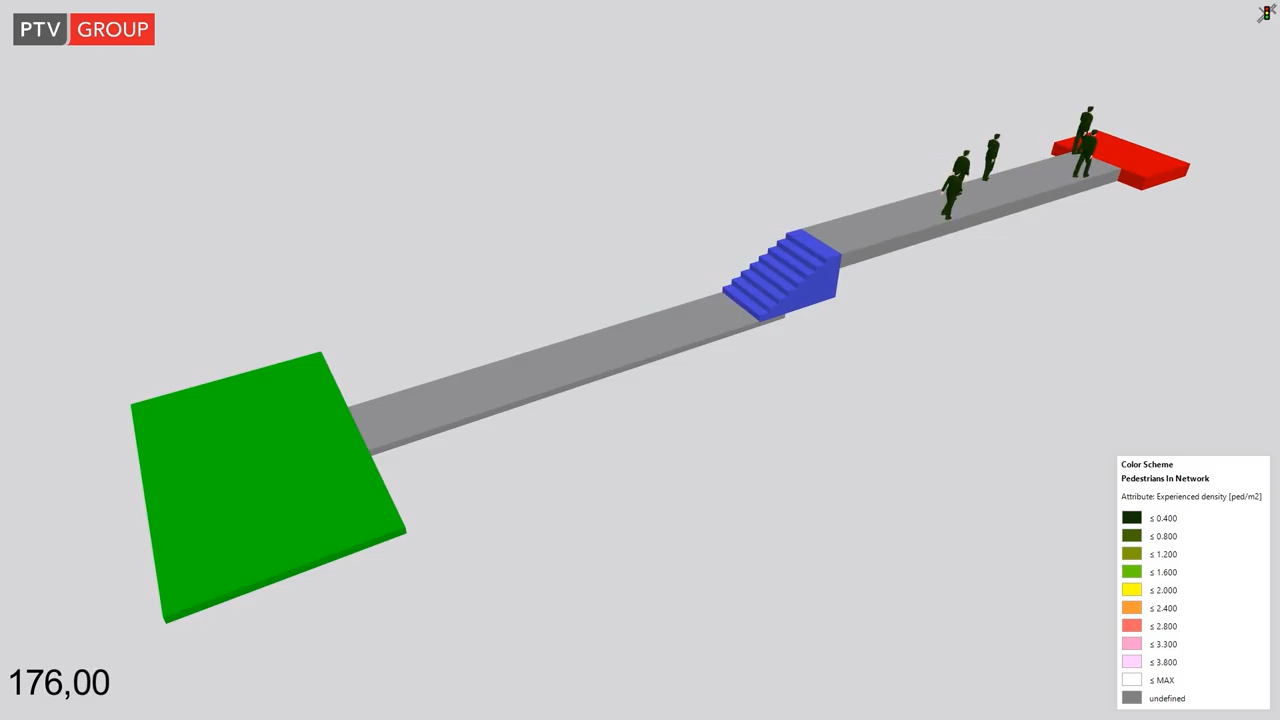 PTV GROUP
Color Scheme
Pedestrians In Network
Attribute: Experienced density [ped/m2]
≤ 0.400
≤ 0.800
≤ 1.200
≤ 1.600
≤ 2.000
≤ 2.400
≤ 2.800
≤ 3.300
≤ 3.800
≤ MAX
undefined
176,00